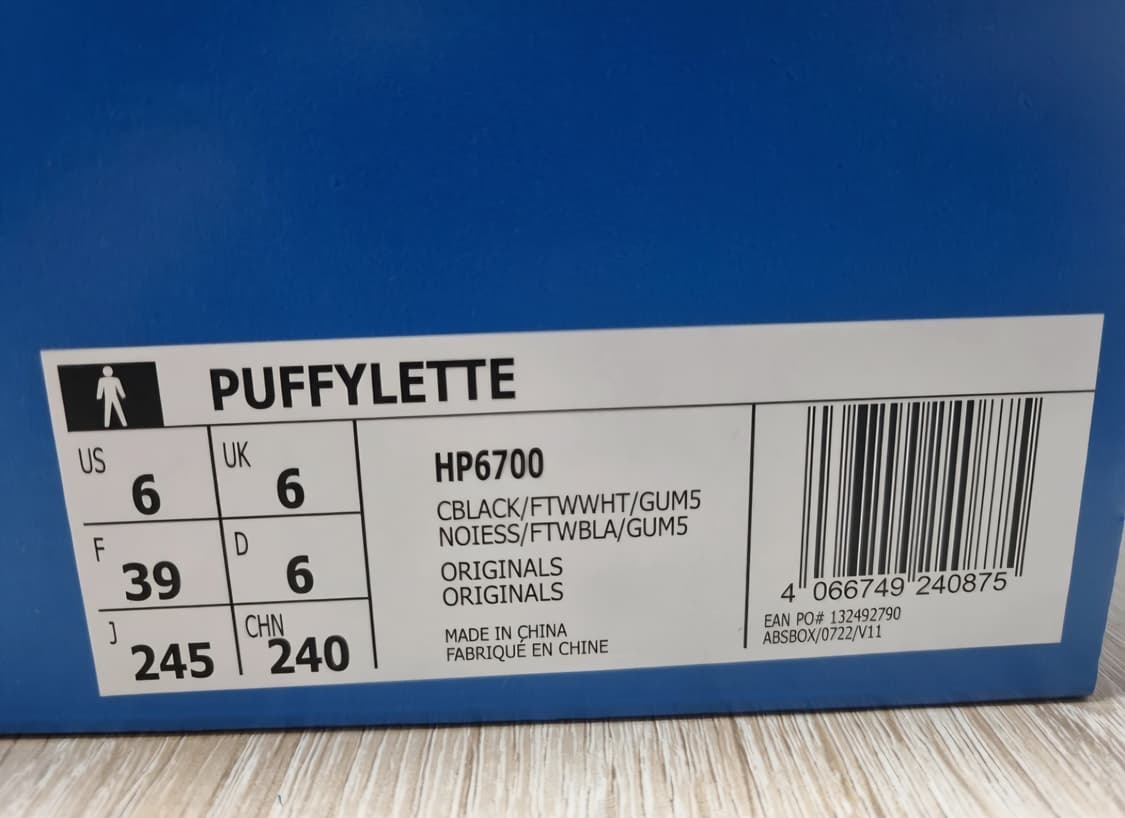 PUFFYLETTE
US 6 UK 6
F 39 D 6
J 245 CHN 240
HP6700
CBLACK/FTWWHT/GUM5
NOIESS/FTWBLA/GUM5
ORIGINALS
ORIGINALS
MADE IN CHINA
FABRIQUÉ EN CHINE
4 066749 240875
EAN PO# 132492790
ABSBOX/0722/V11